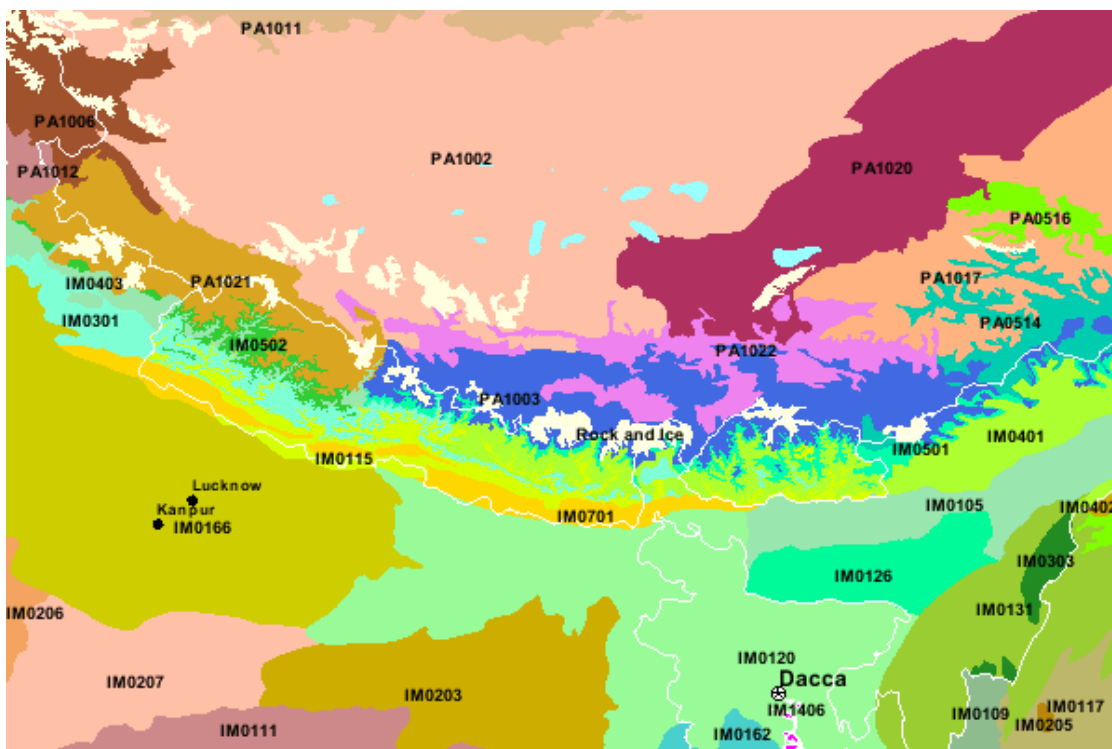 PA1011
PA1006
PA1002
PA1012
PA1020
PA0516
IM0403
PA1021
PA1017
IM0301
PA0514
IM0502
PA1022
PA1003
Rock and Ice
IM0401
IM0501
IM0115
Lucknow
Kanpur
IM0166
IM0701
IM0105
IM0402
IM0303
IM0126
IM0206
IM0131
IM0120
Dacca
IM0207
IM0203
IM1406
IM0117
IM0109
IM0205
IM0111
IM0162